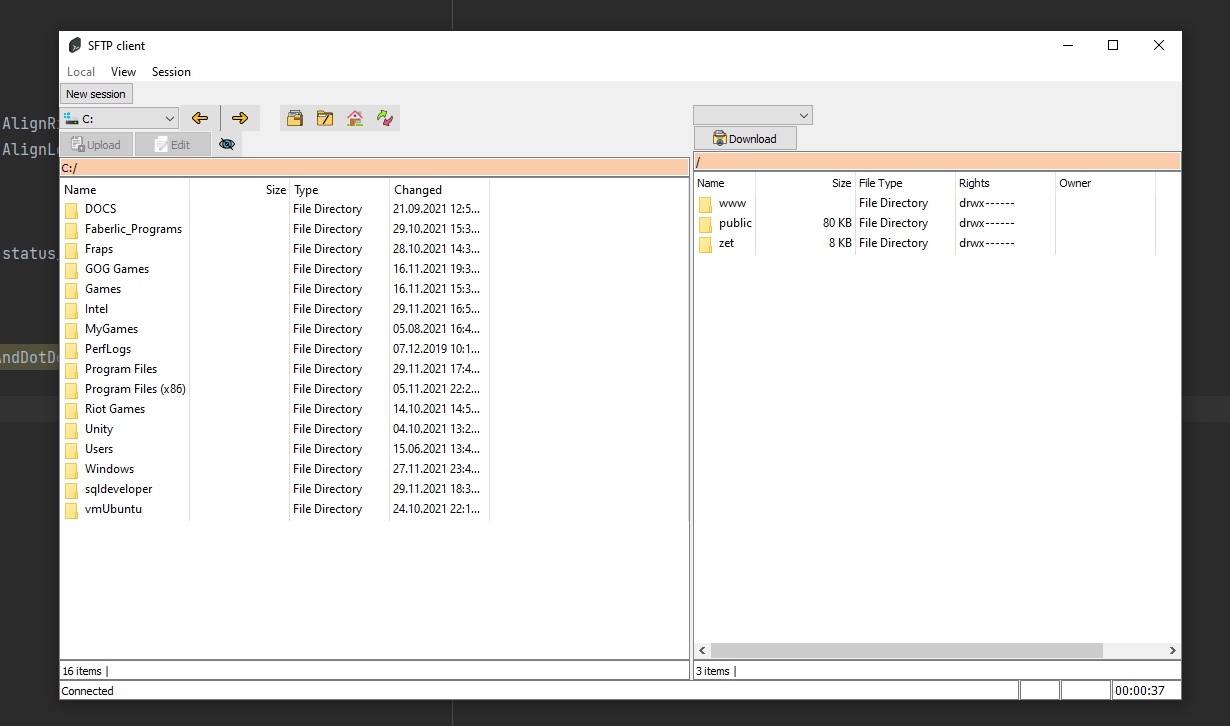 SFTP client
Local View Session
New session
C:
Upload Edit
Download
C:/
/
Name Size Type Changed
DOCS File Directory 21.09.2021 12:5...
Faberlic_Programs File Directory 29.10.2021 15:3...
Fraps File Directory 28.10.2021 14:3...
GOG Games File Directory 16.11.2021 19:3...
Games File Directory 16.11.2021 15:3...
Intel File Directory 29.11.2021 16:5...
MyGames File Directory 05.08.2021 16:4...
PerfLogs File Directory 07.12.2019 10:1...
Program Files File Directory 29.11.2021 17:4...
Program Files (x86) File Directory 05.11.2021 22:2...
Riot Games File Directory 14.10.2021 14:5...
Unity File Directory 04.10.2021 13:2...
Users File Directory 15.06.2021 13:4...
Windows File Directory 27.11.2021 23:4...
sqldeveloper File Directory 29.11.2021 18:3...
vmUbuntu File Directory 24.10.2021 22:1...
16 items |
Name Size File Type Rights Owner
www File Directory drwx------
public 80 KB File Directory drwx------
zet 8 KB File Directory drwx------
3 items |
Connected 00:00:37
AlignR
AlignL
status_
AndDotD